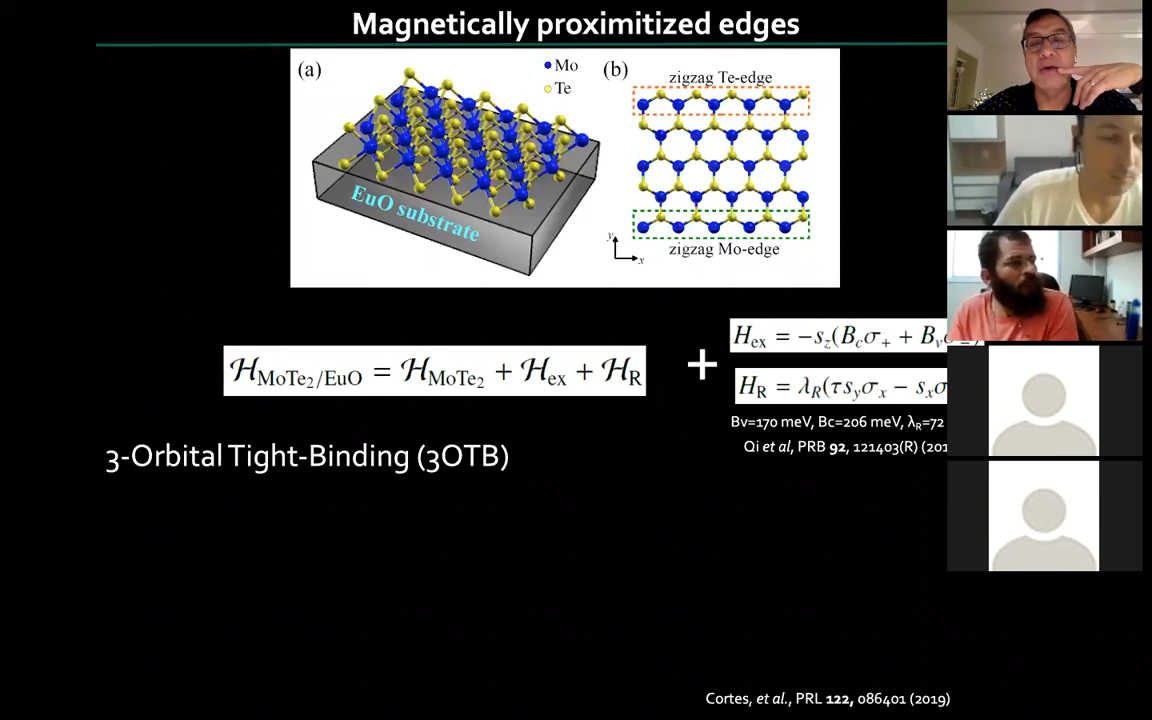 Magnetically proximitized edges
(a)
Mo
Te
EuO substrate
(b)
zigzag Te-edge
zigzag Mo-edge
y
x
ℋ_MoTe₂/EuO = ℋ_MoTe₂ + ℋ_ex + ℋ_R
+
H_ex = −s_z(B_cσ₊ + B_v
H_R = λ_R(τs_yσ_x − s_xσ
Bv=170 meV, Bc=206 meV, λ_R=72
Qi et al, PRB 92, 121403(R) (201
3-Orbital Tight-Binding (3OTB)
Cortes, et al., PRL 122, 086401 (2019)